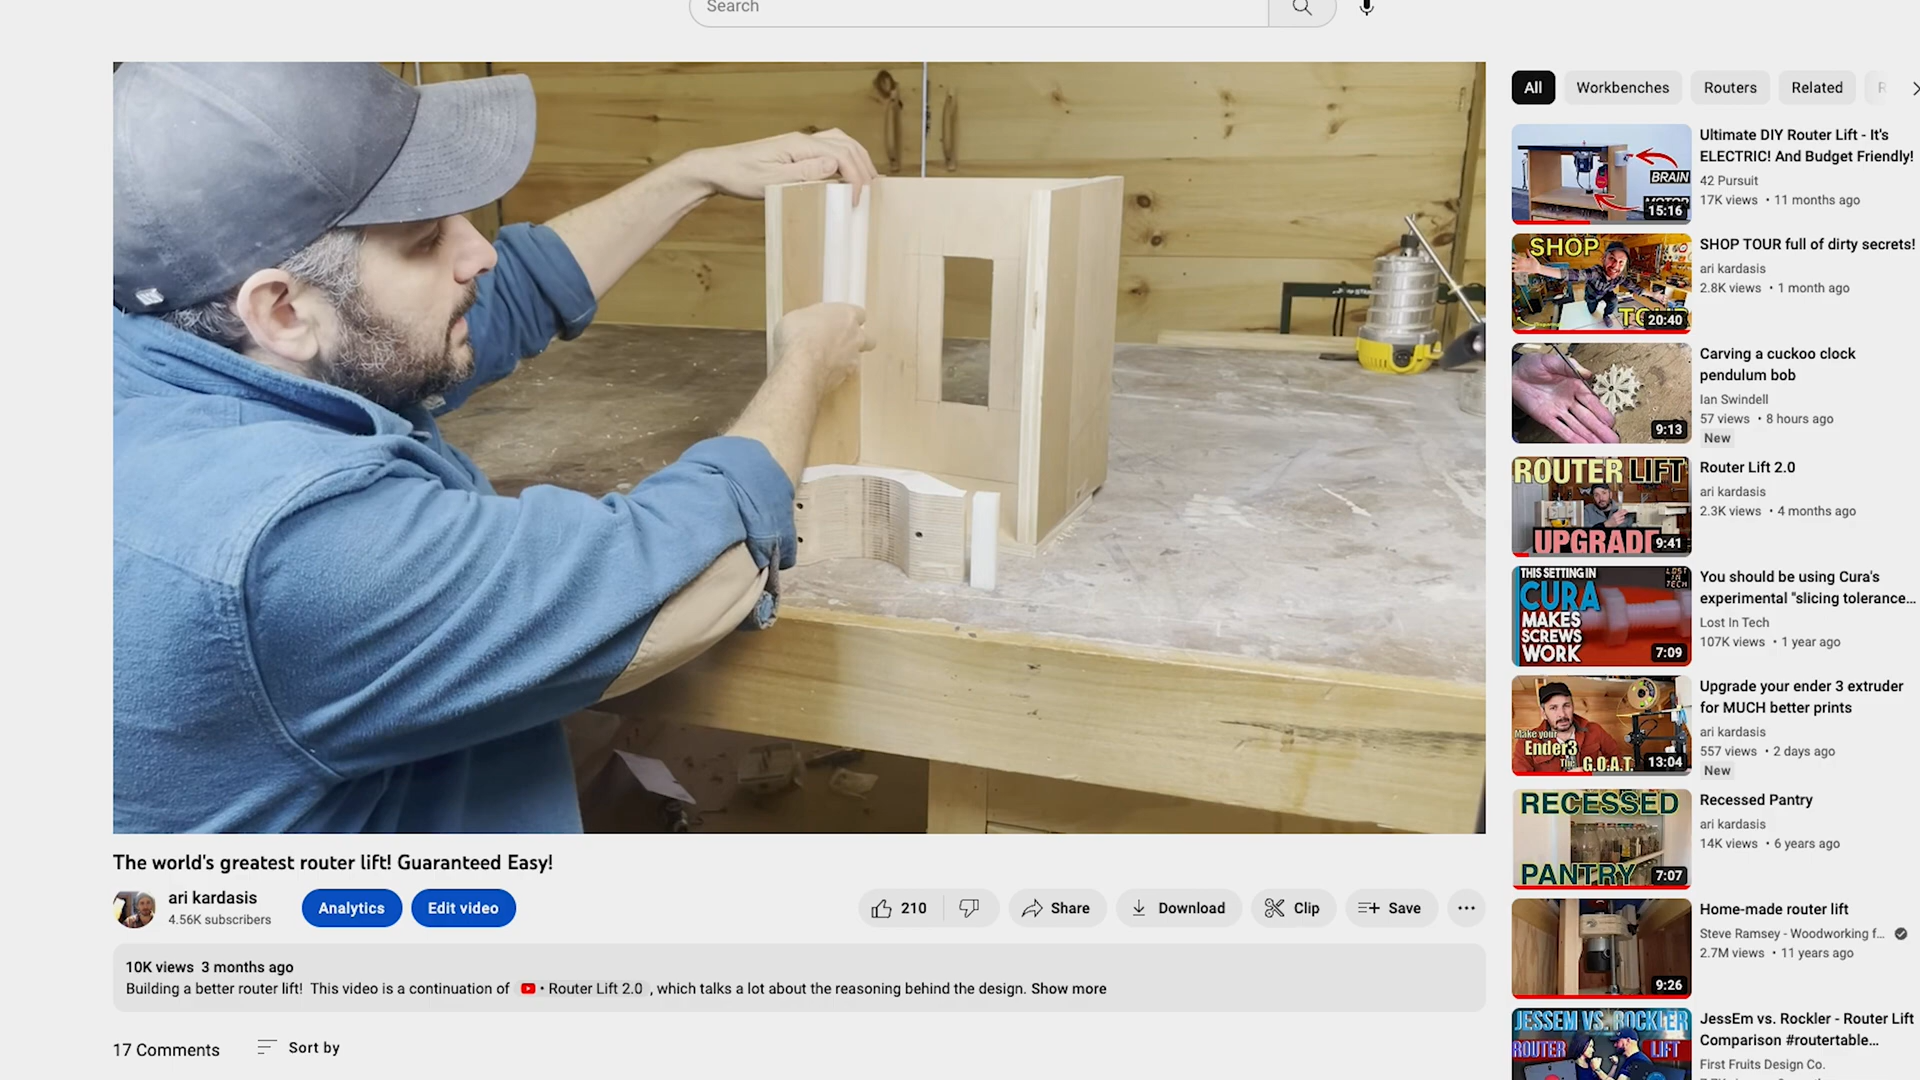 Search
All
Workbenches
Routers
Related
Ultimate DIY Router Lift - It's
ELECTRIC! And Budget Friendly!
42 Pursuit
17K views • 11 months ago
BRAIN
15:16
SHOP TOUR full of dirty secrets!
ari kardasis
2.8K views • 1 month ago
SHOP
20:40
Carving a cuckoo clock
pendulum bob
Ian Swindell
57 views • 8 hours ago
New
9:13
Router Lift 2.0
ari kardasis
2.3K views • 4 months ago
ROUTER LIFT
9:41
You should be using Cura's
experimental "slicing tolerance...
Lost In Tech
107K views • 1 year ago
THIS SETTING IN
CURA
MAKES
SCREWS
WORK
LOST
IN
TECH
7:09
Upgrade your ender 3 extruder
for MUCH better prints
ari kardasis
557 views • 2 days ago
New
Make your
Ender3
The G.O.A.T.
13:04
Recessed Pantry
ari kardasis
14K views • 6 years ago
RECESSED
PANTRY
7:07
Home-made router lift
Steve Ramsey - Woodworking f...
2.7M views • 11 years ago
9:26
JessEm vs. Rockler - Router Lift
Comparison #routertable...
First Fruits Design Co.
JESSEM VS. ROCKLER
ROUTER LIFT
The world's greatest router lift! Guaranteed Easy!
ari kardasis
4.56K subscribers
Analytics
Edit video
210
Share
Download
Clip
Save
10K views 3 months ago
Building a better router lift! This video is a continuation of • Router Lift 2.0 , which talks a lot about the reasoning behind the design. Show more
17 Comments
Sort by